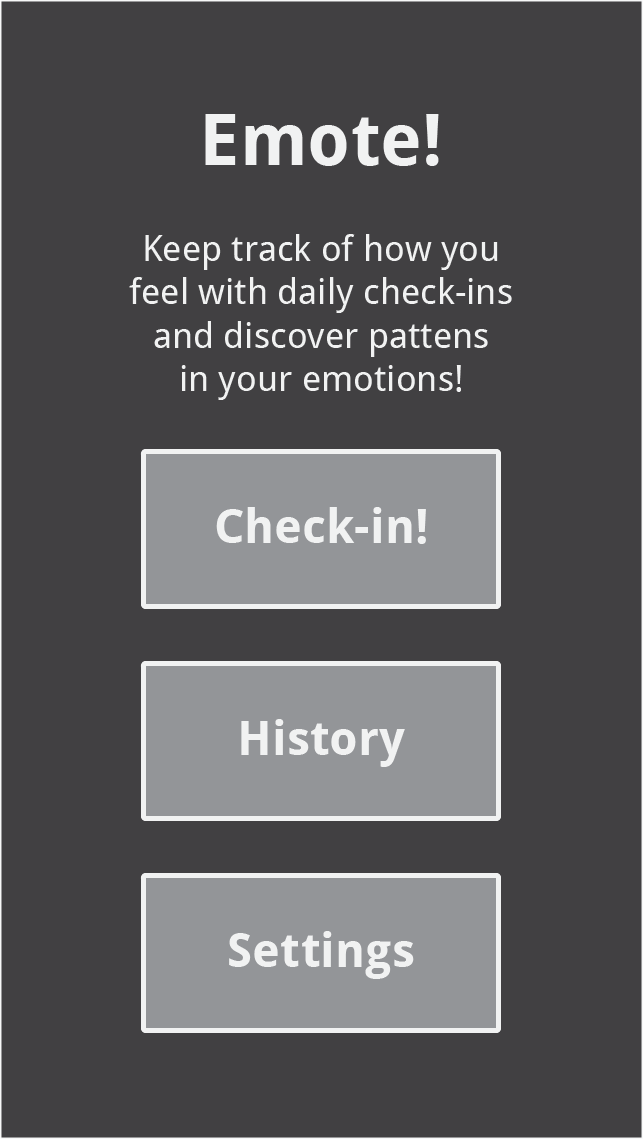 Emote!
Keep track of how you
feel with daily check-ins
and discover pattens
in your emotions!
Check-in!
History
Settings